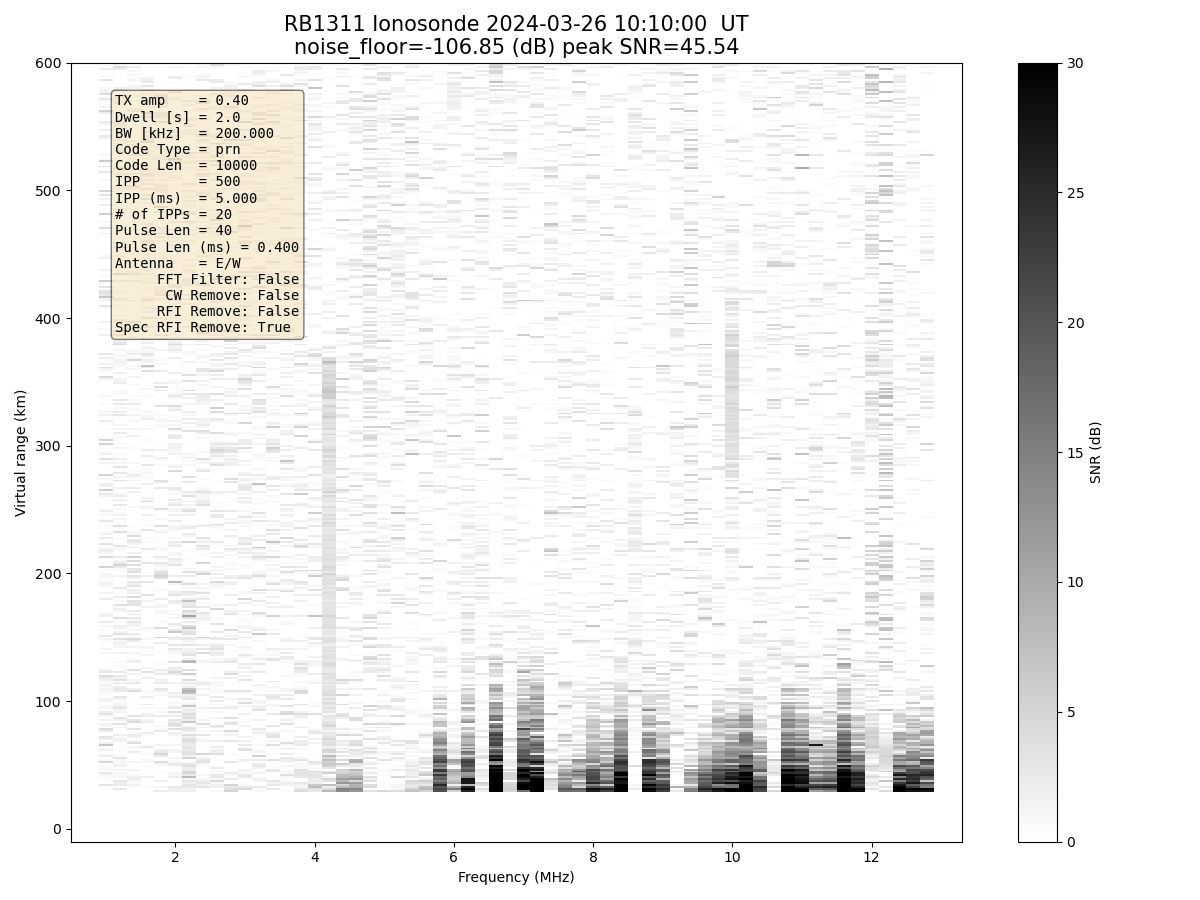 RB1311 Ionosonde 2024-03-26 10:10:00  UT
noise_floor=-106.85 (dB) peak SNR=45.54
TX amp    = 0.40
Dwell [s] = 2.0
BW [kHz]  = 200.000
Code Type = prn
Code Len  = 10000
IPP       = 500
IPP (ms)  = 5.000
# of IPPs = 20
Pulse Len = 40
Pulse Len (ms) = 0.400
Antenna   = E/W
FFT Filter: False
CW Remove: False
RFI Remove: False
Spec RFI Remove: True
Virtual range (km)
600
500
400
300
200
100
0
2
4
6
8
10
12
Frequency (MHz)
30
25
20
15
10
5
0
SNR (dB)